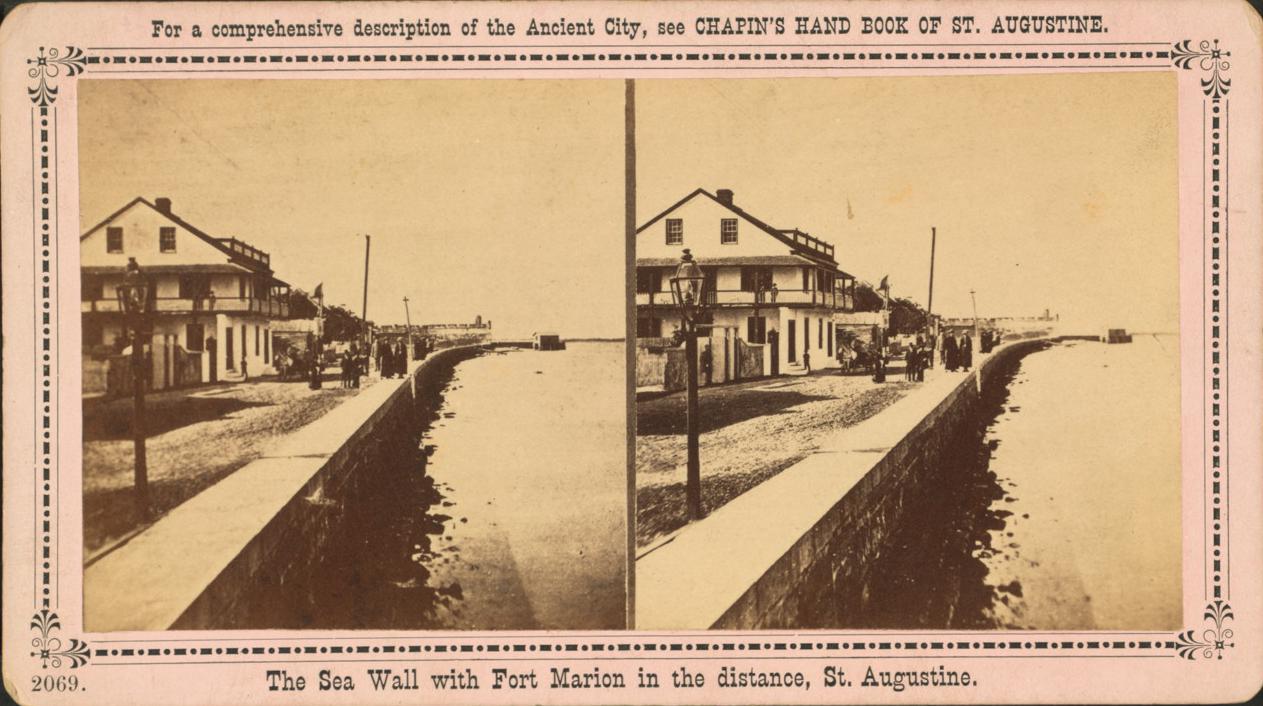 For a comprehensive description of the Ancient City, see CHAPIN'S HAND BOOK OF ST. AUGUSTINE.
2069.
The Sea Wall with Fort Marion in the distance, St. Augustine.